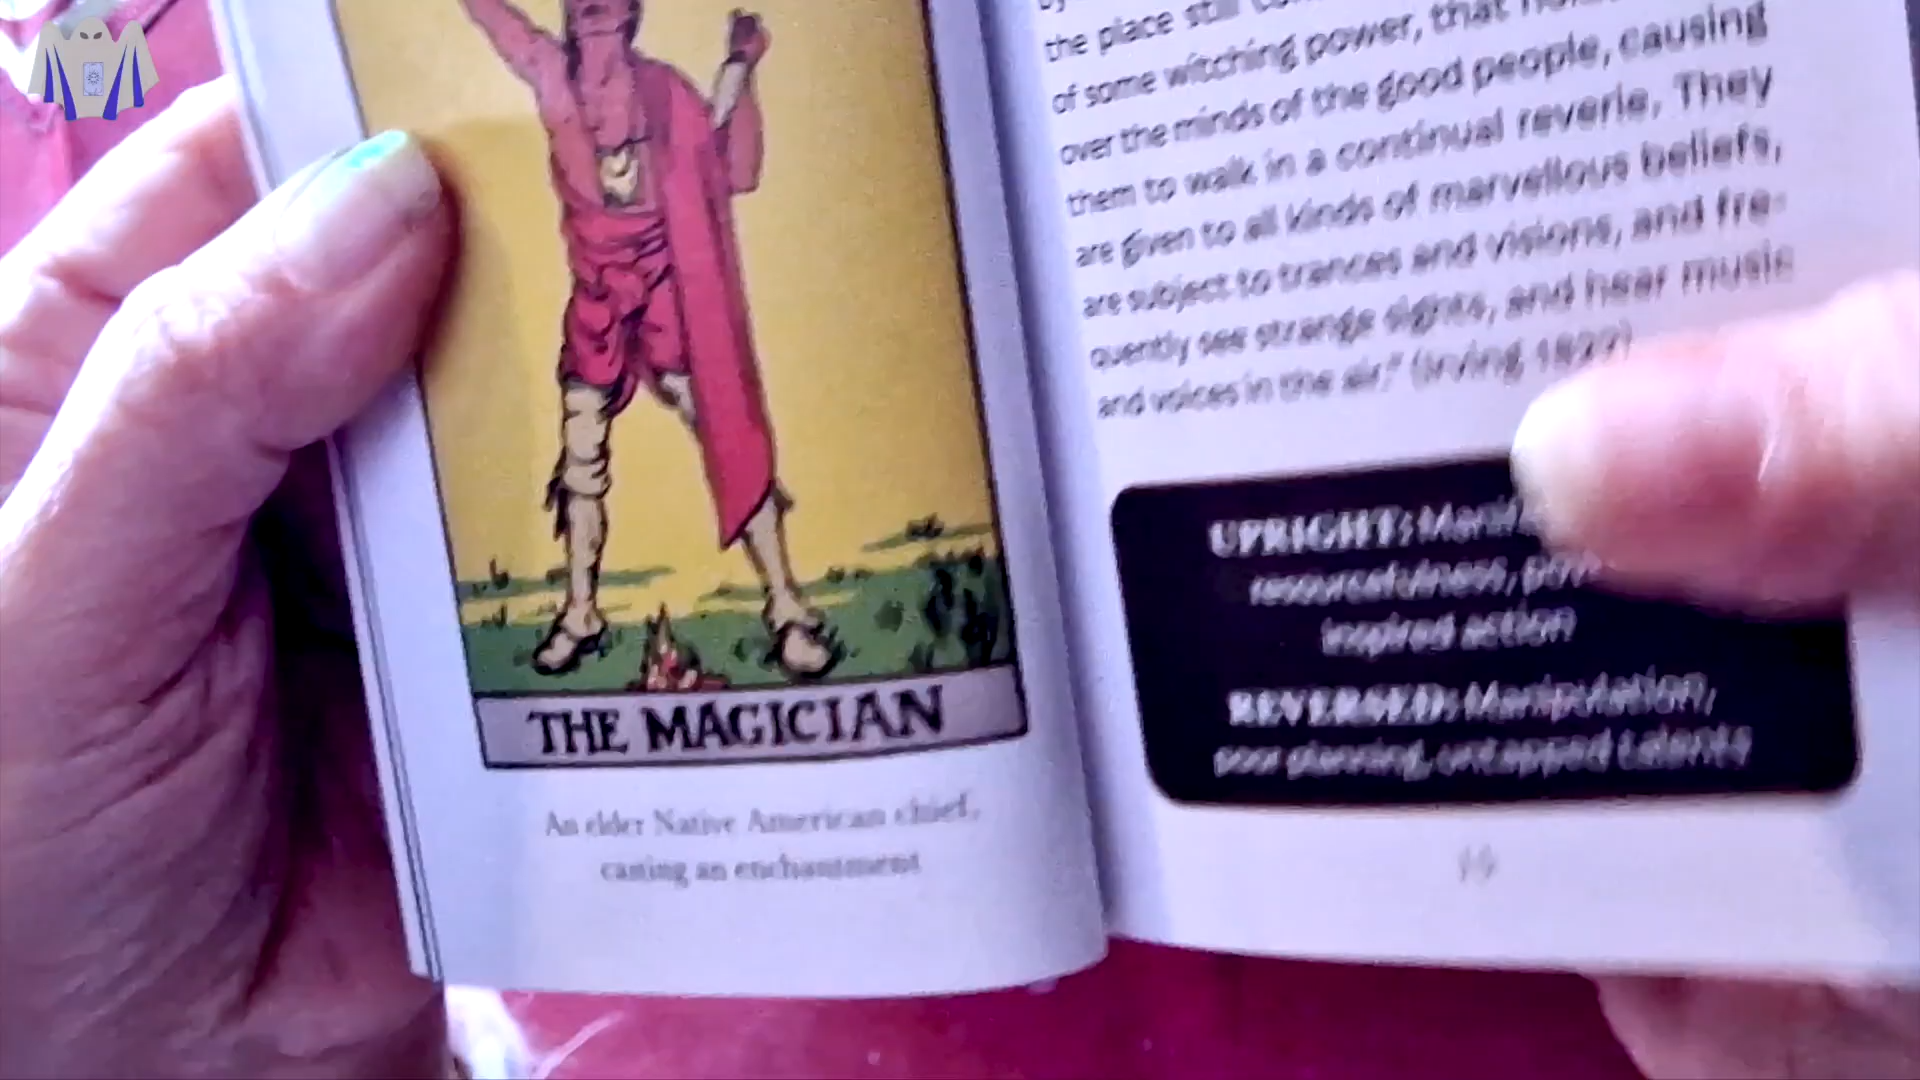 THE MAGICIAN
An elder Native American chief,
casting an enchantment
the place still
of some witching power, that
over the minds of the good people, causing
them to walk in a continual reverie, They
are given to all kinds of marvellous beliefs,
are subject to trances and visions, and fre-
quently see strange sights, and hear music
and voices in the air." (Irving 1822)
UPRIGHT:
resourcefulness,
inspired action
REVERSED: Manipulation,
poor planning, untapped talents